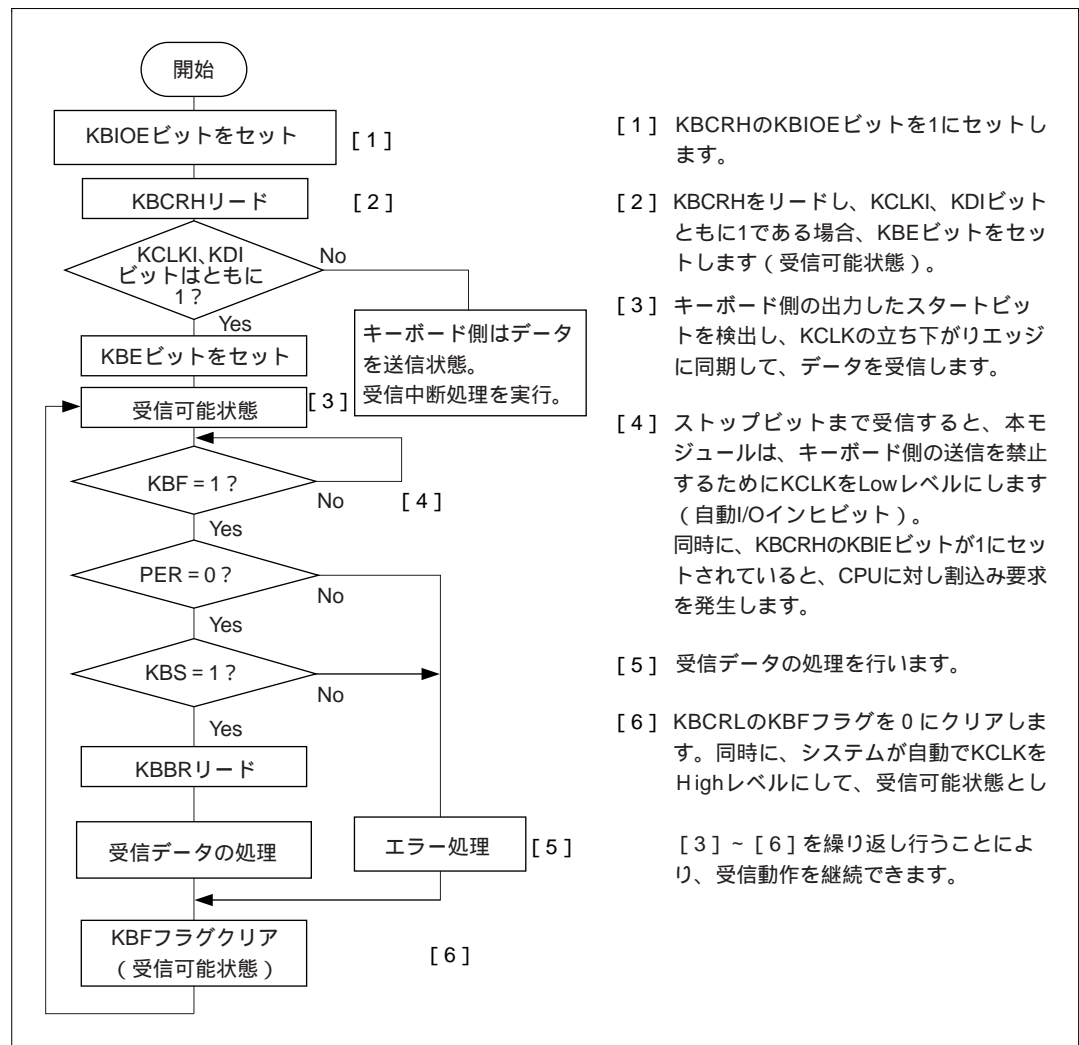 開始
KBIOEビットをセット
[ 1 ]
KBCRHリード
[ 2 ]
KCLKI、KDI
ビットはともに
1？
No
Yes
キーボード側はデータ
を送信状態。
受信中断処理を実行。
KBEビットをセット
受信可能状態
[ 3 ]
KBF = 1？
No
[ 4 ]
Yes
PER = 0？
No
Yes
KBS = 1？
No
Yes
KBBRリード
受信データの処理
エラー処理
[ 5 ]
KBFフラグクリア
（受信可能状態）
[ 6 ]
[ 1 ] KBCRHのKBIOEビットを1にセットし
ます。
[ 2 ] KBCRHをリードし、KCLKI、KDIビット
ともに1である場合、KBEビットをセッ
トします（受信可能状態）。
[ 3 ] キーボード側の出力したスタートビッ
トを検出し、KCLKの立ち下がりエッジ
に同期して、データを受信します。
[ 4 ] ストップビットまで受信すると、本モ
ジュールは、キーボード側の送信を禁止
するためにKCLKをLowレベルにします
（自動I/Oインヒビット）。
同時に、KBCRHのKBIEビットが1にセッ
トされていると、CPUに対し割込み要求
を発生します。
[ 5 ] 受信データの処理を行います。
[ 6 ] KBCRLのKBFフラグを 0 にクリアしま
す。同時に、システムが自動でKCLKを
Highレベルにして、受信可能状態とし
[ 3 ] ~ [ 6 ] を繰り返し行うことによ
り、受信動作を継続できます。